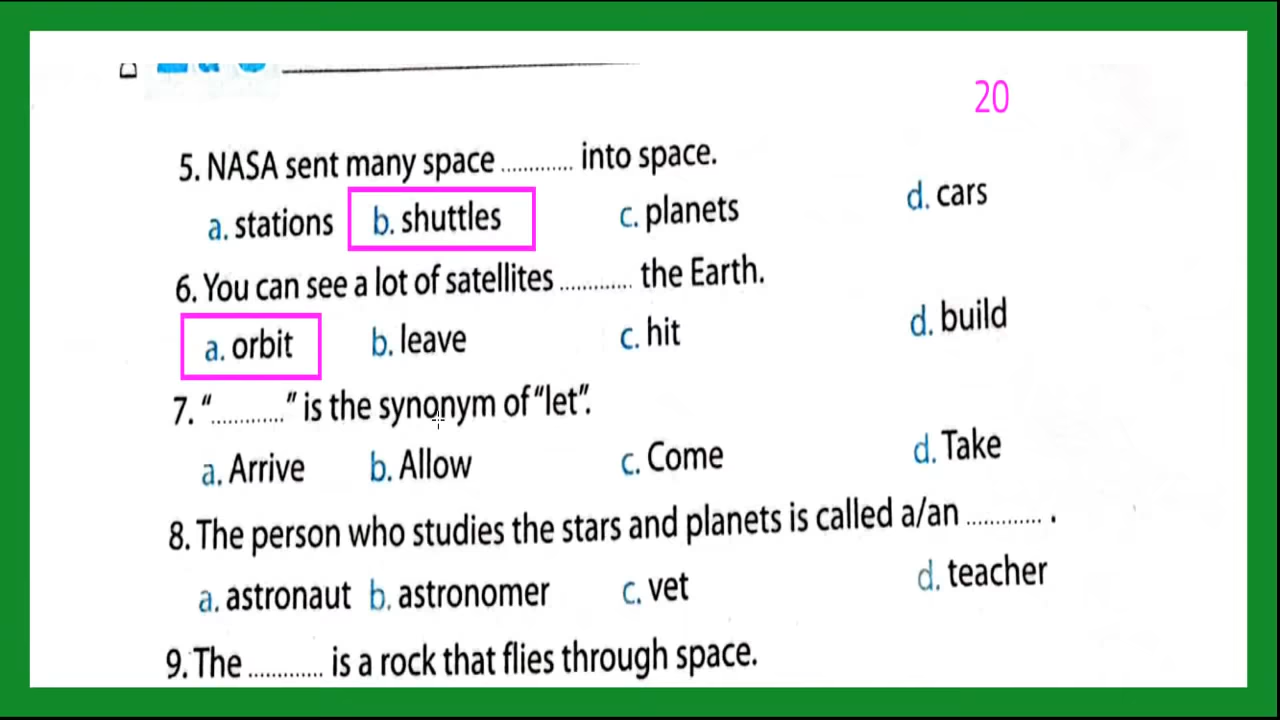 20
5. NASA sent many space ............. into space.
a. stations b. shuttles c. planets d. cars
6. You can see a lot of satellites ............. the Earth.
a. orbit b. leave c. hit d. build
7. "............." is the synonym of "let".
a. Arrive b. Allow c. Come d. Take
8. The person who studies the stars and planets is called a/an ............. .
a. astronaut b. astronomer c. vet d. teacher
9. The ............. is a rock that flies through space.